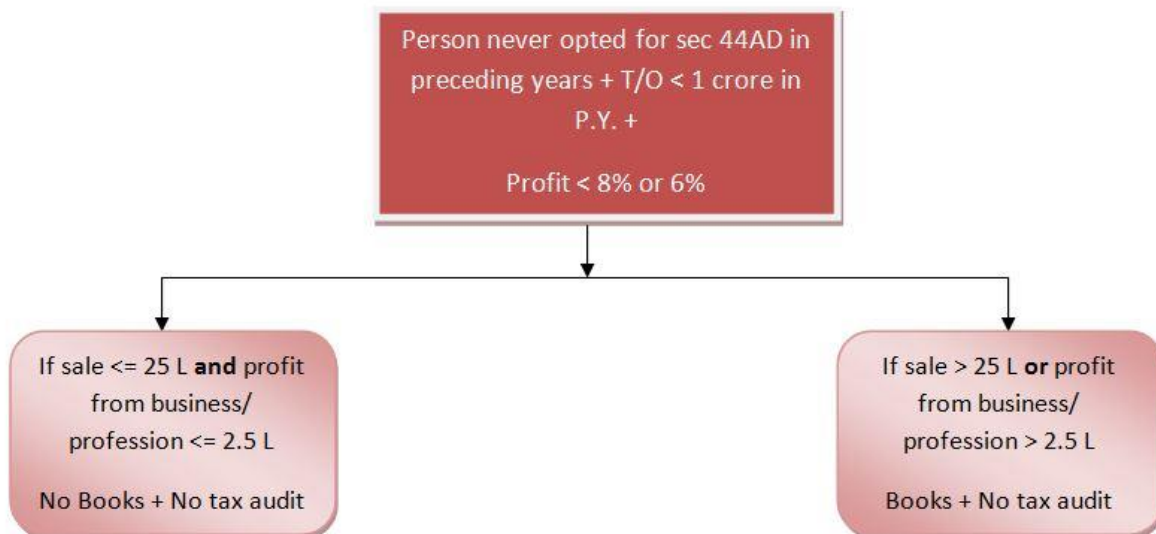 Person never opted for sec 44AD in
preceding years + T/O < 1 crore in
P.Y. +
Profit < 8% or 6%
If sale <= 25 L and profit
from business/
profession <= 2.5 L
No Books + No tax audit
If sale > 25 L or profit
from business/
profession > 2.5 L
Books + No tax audit